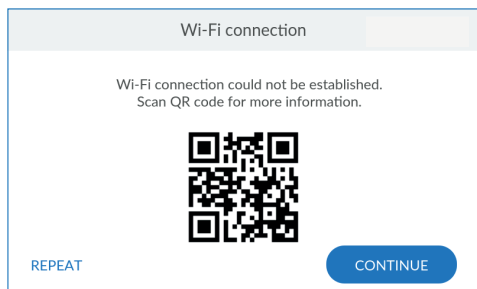 Wi-Fi connection
Wi-Fi connection could not be established.
Scan QR code for more information.
REPEAT
CONTINUE